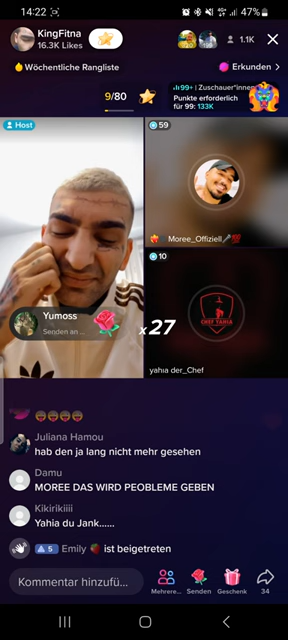 14:22
47%
KingFitna
16.3K Likes
1.1K
Wöchentliche Rangliste
Erkunden >
9/80
99+ | Zuschauer*innen
Punkte erforderlich
für 99: 133K
Host
59
Moree_Offiziell🎤💯
10
CHEF YAHIA
yahia der_Chef
Yumoss
Senden an ...
x27
Juliana Hamou
hab den ja lang nicht mehr gesehen
Damu
MOREE DAS WIRD PEOBLEME GEBEN
Kikirikiiii
Yahia du Jank......
5 Emily 🍓 ist beigetreten
Kommentar hinzufü...
Mehrere...
Senden
Geschenk
34